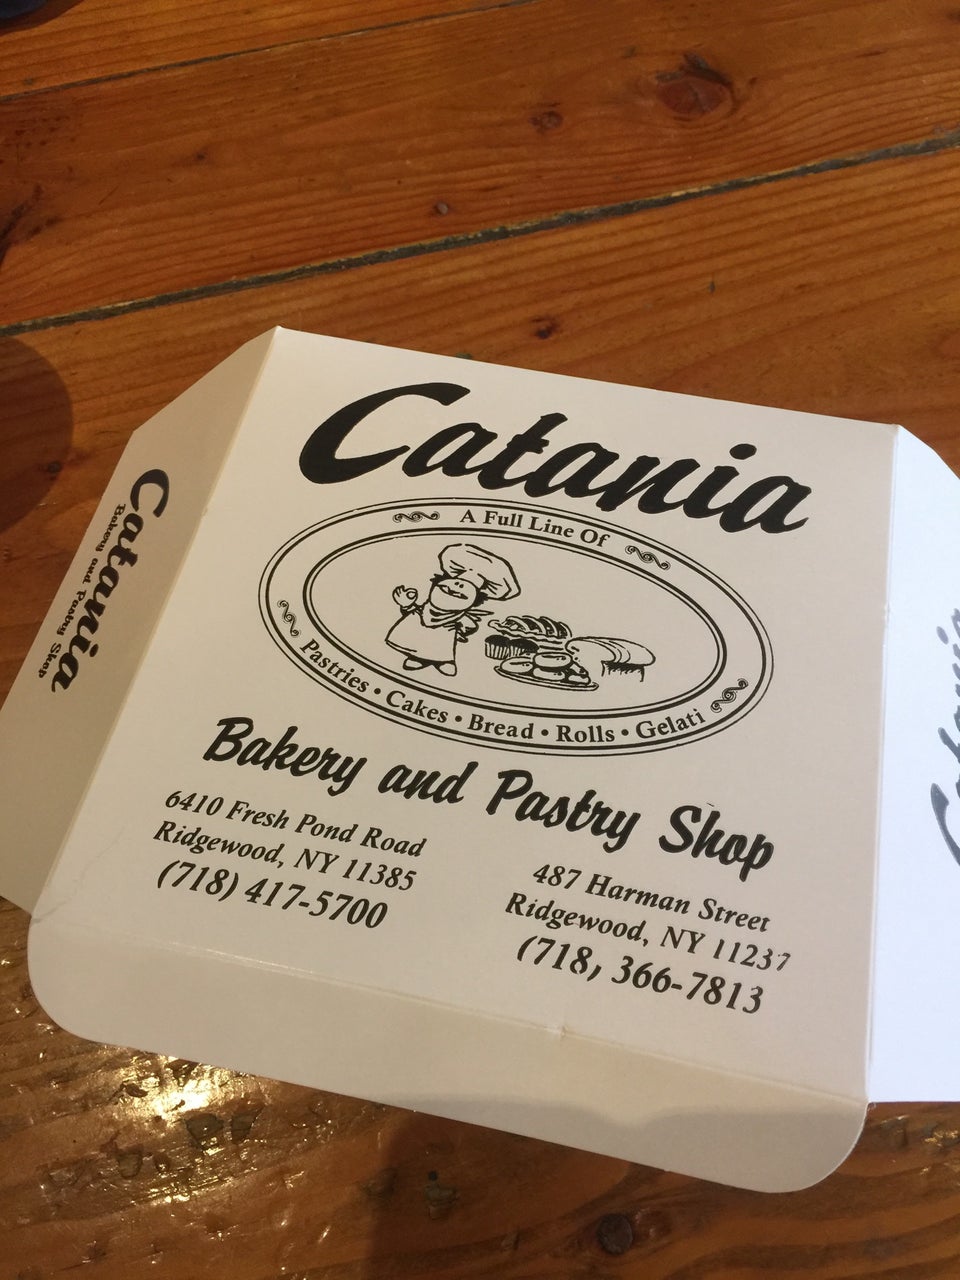 Catania
A Full Line Of
Pastries • Cakes • Bread • Rolls • Gelati
Bakery and Pastry Shop
6410 Fresh Pond Road
Ridgewood, NY 11385
(718) 417-5700
487 Harman Street
Ridgewood, NY 11237
(718) 366-7813
Catania
Bakery and Pastry Shop
Catania